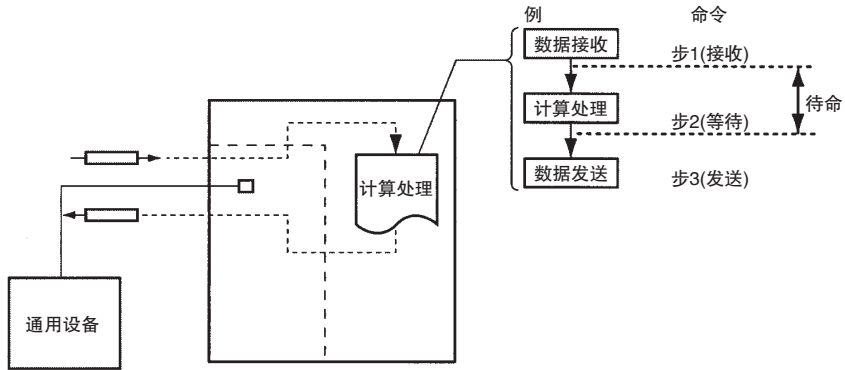 例 命令
数据接收
步1(接收)
计算处理
待命
步2(等待)
数据发送
步3(发送)
计算处理
通用设备